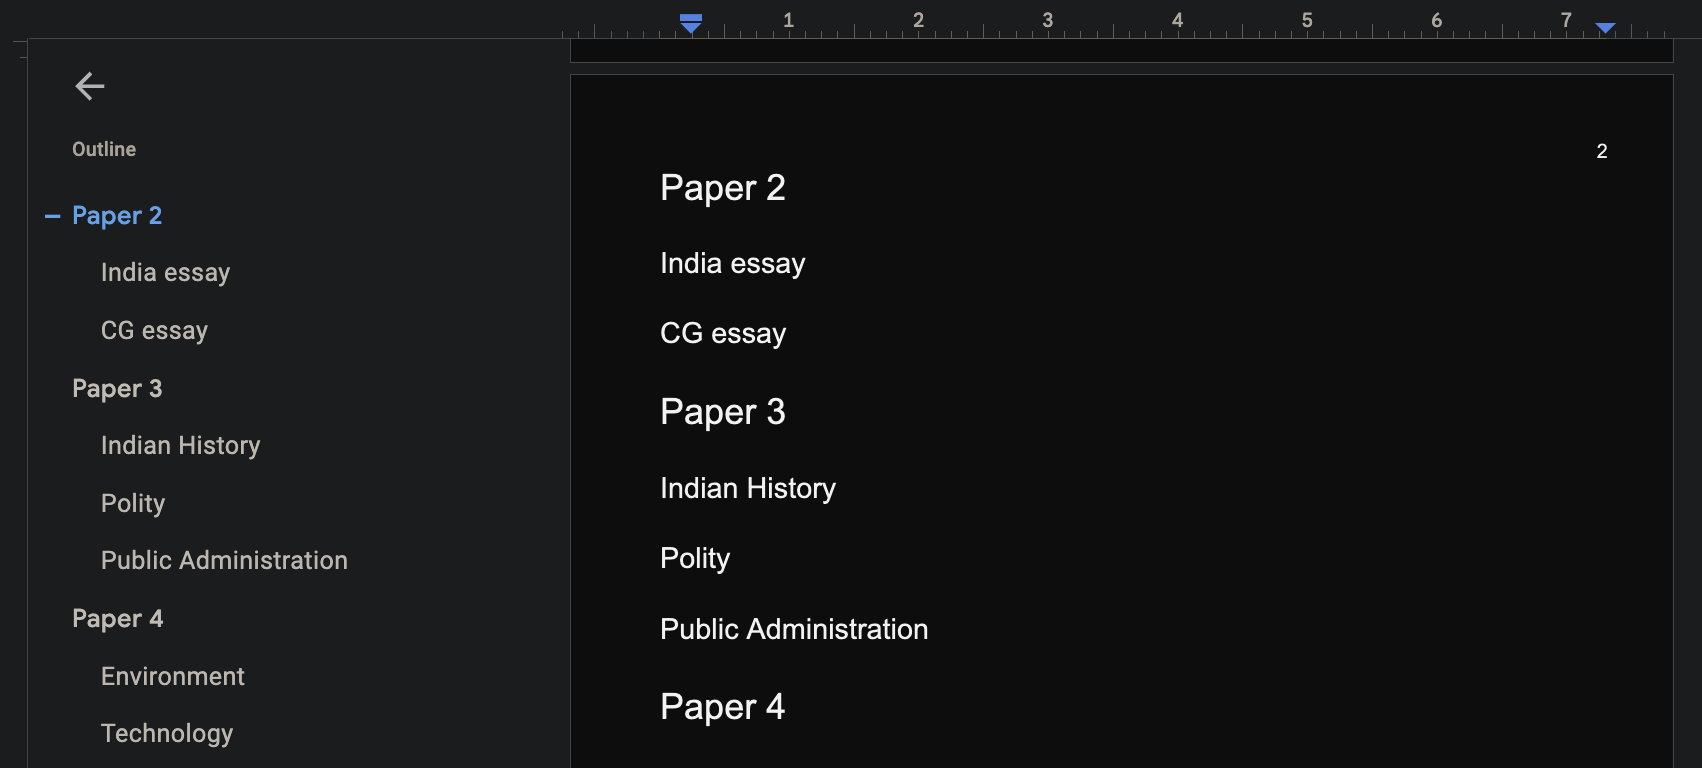 1 2 3 4 5 6 7
Outline
Paper 2
India essay
CG essay
Paper 3
Indian History
Polity
Public Administration
Paper 4
Environment
Technology
2
Paper 2
India essay
CG essay
Paper 3
Indian History
Polity
Public Administration
Paper 4